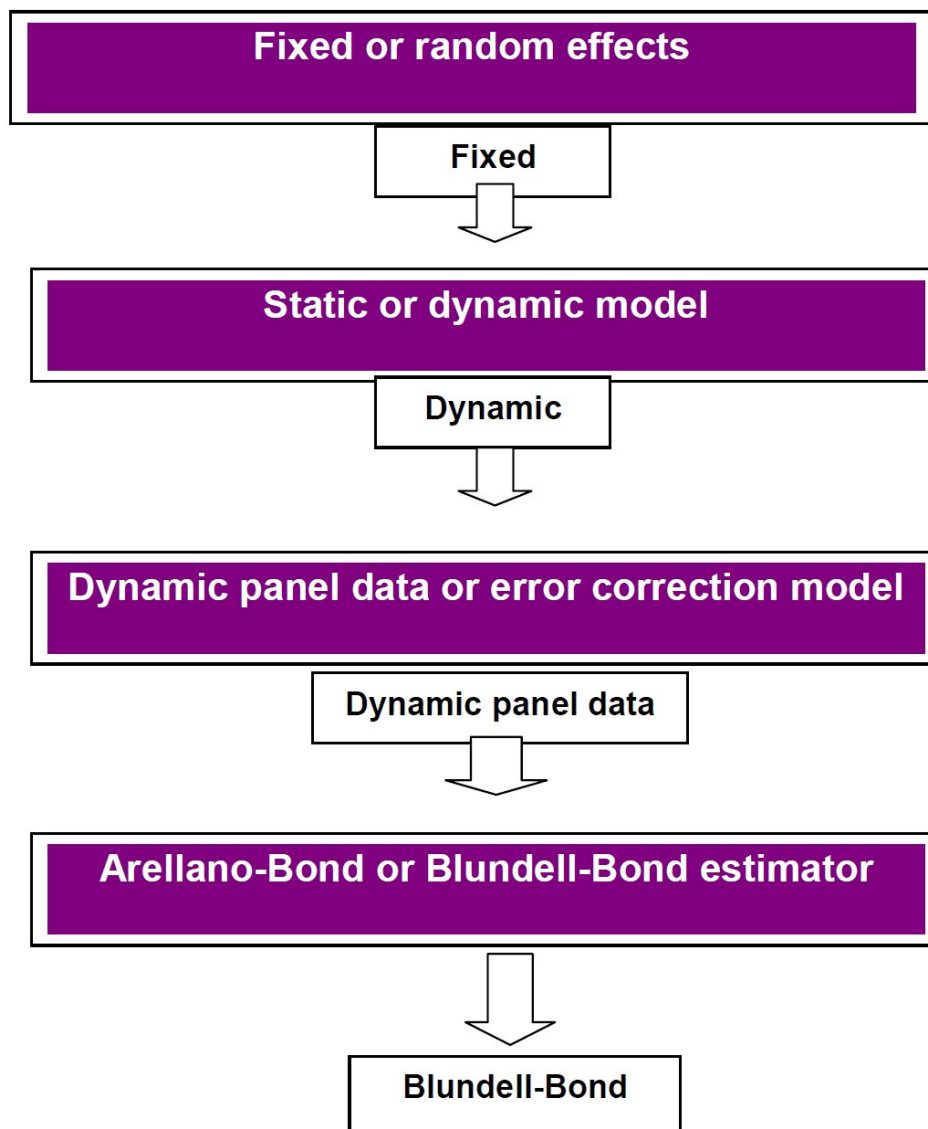 Fixed or random effects
Fixed
Static or dynamic model
Dynamic
Dynamic panel data or error correction model
Dynamic panel data
Arellano-Bond or Blundell-Bond estimator
Blundell-Bond